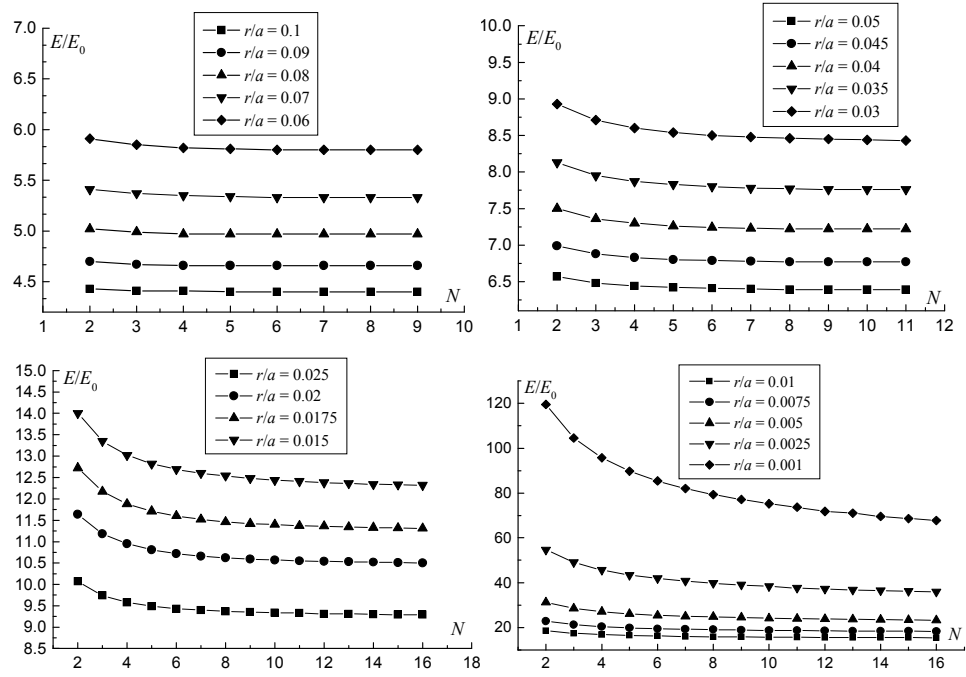 7.0
6.5
6.0
5.5
5.0
4.5
E/E0
r/a = 0.1
r/a = 0.09
r/a = 0.08
r/a = 0.07
r/a = 0.06
N
1 2 3 4 5 6 7 8 9 10
10.0
9.5
9.0
8.5
8.0
7.5
7.0
6.5
E/E0
r/a = 0.05
r/a = 0.045
r/a = 0.04
r/a = 0.035
r/a = 0.03
N
1 2 3 4 5 6 7 8 9 10 11 12
15.0
14.5
14.0
13.5
13.0
12.5
12.0
11.5
11.0
10.5
10.0
9.5
9.0
8.5
E/E0
r/a = 0.025
r/a = 0.02
r/a = 0.0175
r/a = 0.015
N
2 4 6 8 10 12 14 16 18
120
100
80
60
40
20
E/E0
r/a = 0.01
r/a = 0.0075
r/a = 0.005
r/a = 0.0025
r/a = 0.001
N
2 4 6 8 10 12 14 16